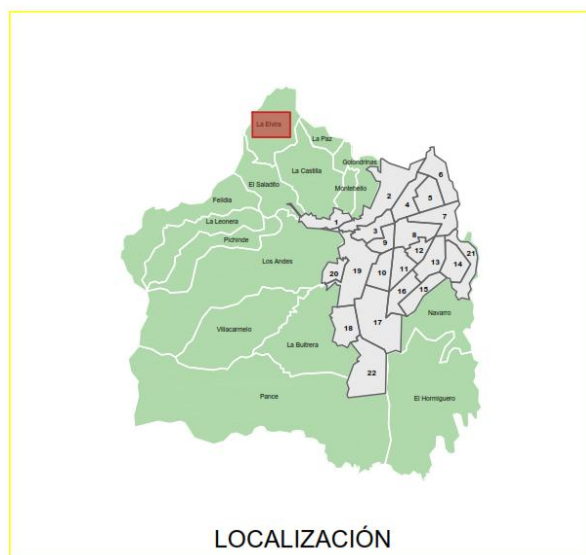 La Elvira
La Paz
Golondrinas
La Castilla
6
El Saladito
Montebello
2
4
5
Felidia
7
La Leonera
1
3
8
Pichinde
9
12
21
Los Andes
19
10
11
13
14
20
16
15
Navarro
Villacarmelo
18
17
La Buitrera
22
Pance
El Hormiguero
LOCALIZACIÓN